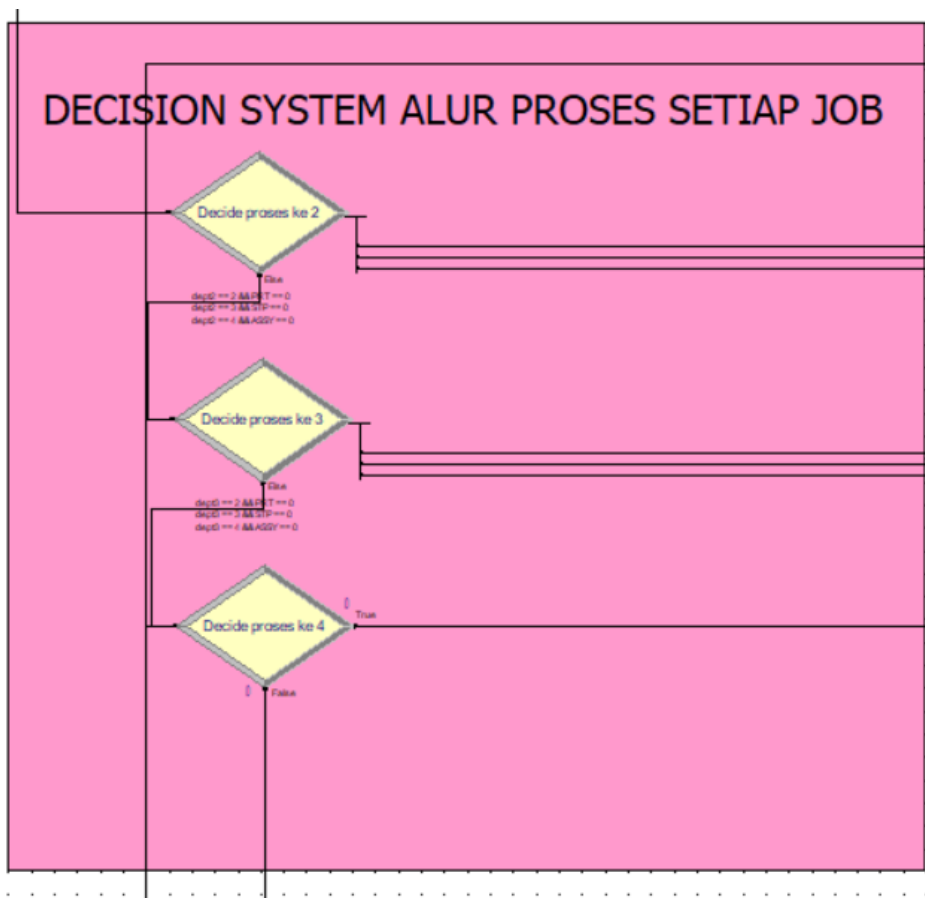 DECISION SYSTEM ALUR PROSES SETIAP JOB
Decide proses ke 2
Else
dept2 == 2 && PRT == 0
dept2 == 3 && STP == 0
dept2 == 4 && ASSY == 0
Decide proses ke 3
Else
dept3 == 2 && PRT == 0
dept3 == 3 && STP == 0
dept3 == 4 && ASSY == 0
0
True
Decide proses ke 4
0
False